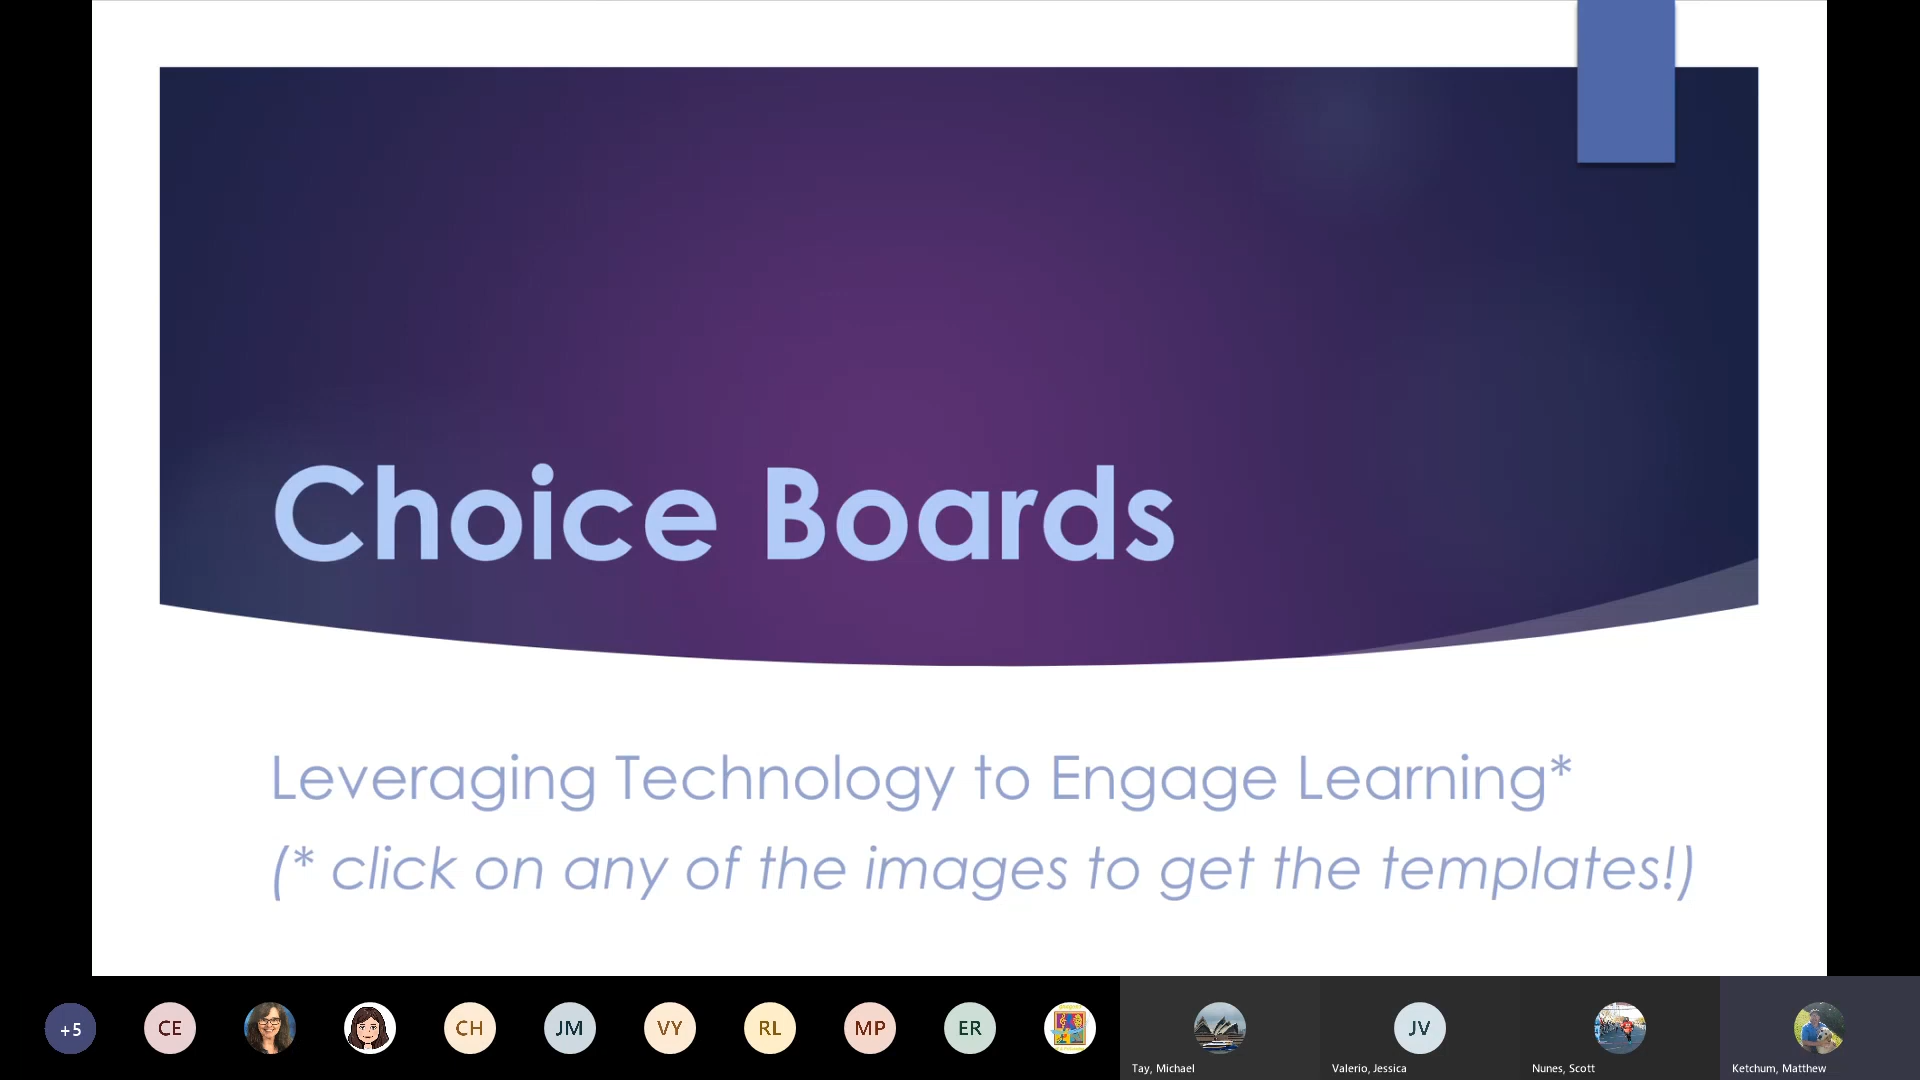 Choice Boards
Leveraging Technology to Engage Learning*
(* click on any of the images to get the templates!)
+5
CE
CH
JM
VY
RL
MP
ER
JV
Tay, Michael
Valerio, Jessica
Nunes, Scott
Ketchum, Matthew